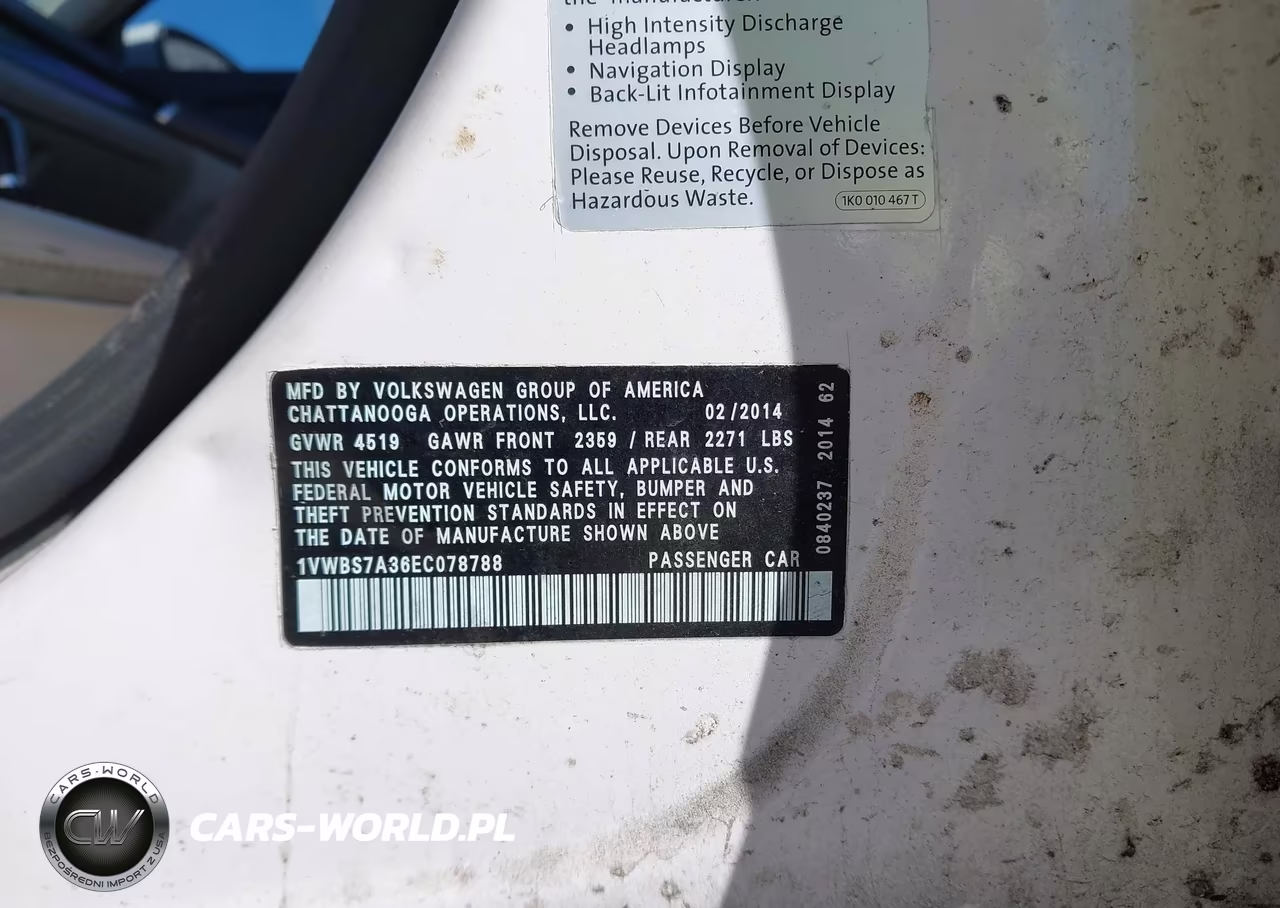 • High Intensity Discharge
Headlamps
• Navigation Display
• Back-Lit Infotainment Display
Remove Devices Before Vehicle
Disposal. Upon Removal of Devices:
Please Reuse, Recycle, or Dispose as
Hazardous Waste.
1K0 010 467 T
MFD BY VOLKSWAGEN GROUP OF AMERICA
CHATTANOOGA OPERATIONS, LLC. 02/2014
GVWR 4519 GAWR FRONT 2359 / REAR 2271 LBS
THIS VEHICLE CONFORMS TO ALL APPLICABLE U.S.
FEDERAL MOTOR VEHICLE SAFETY, BUMPER AND
THEFT PREVENTION STANDARDS IN EFFECT ON
THE DATE OF MANUFACTURE SHOWN ABOVE
1VWBS7A36EC078788 PASSENGER CAR
0840237 2014 62
CARS-WORLD
CW
BEZPOŚREDNI IMPORT Z USA
CARS-WORLD.PL